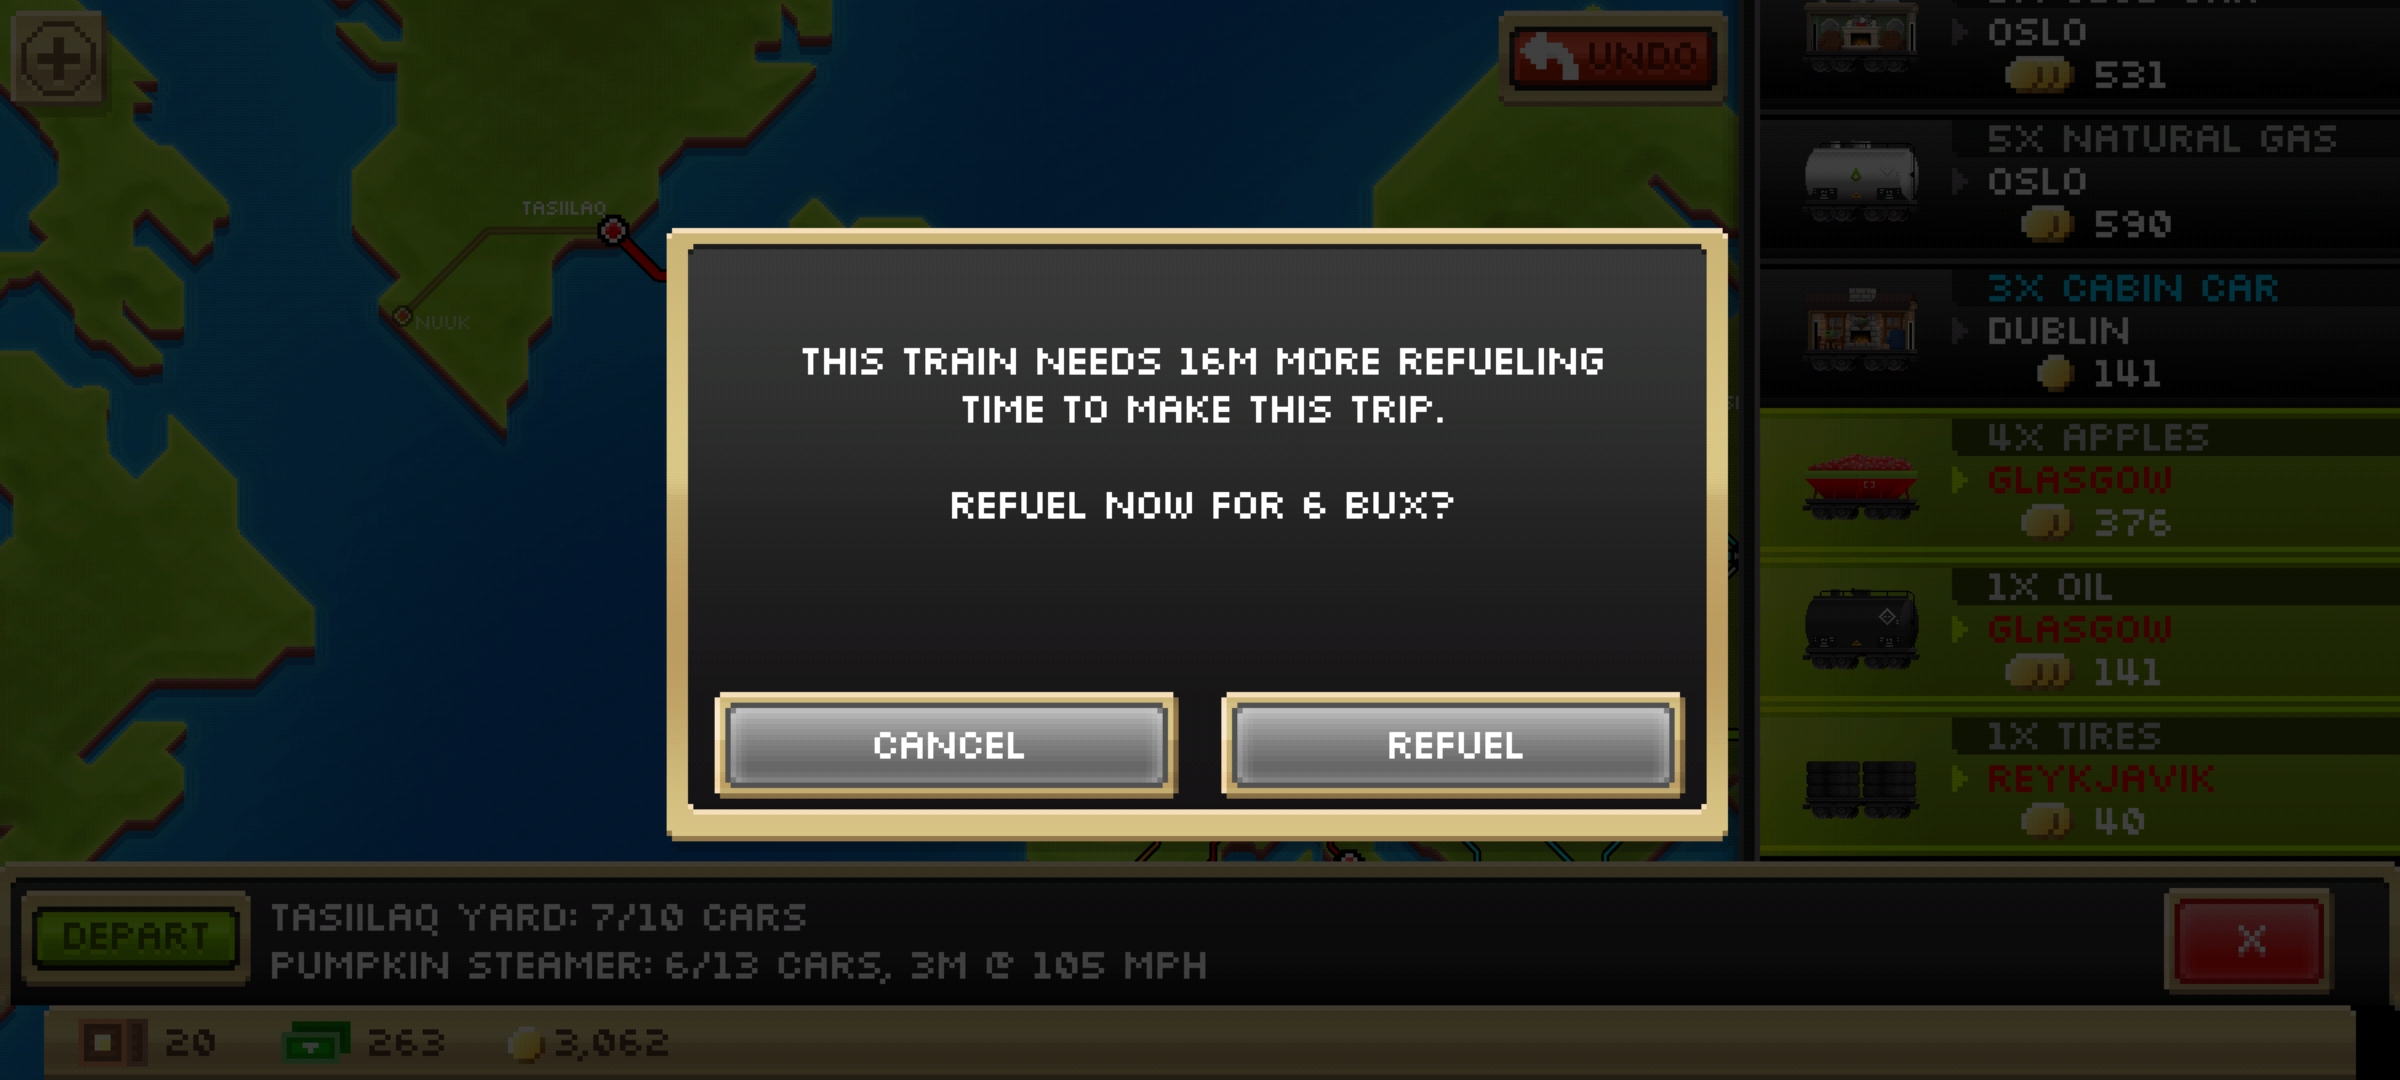 UNDO
OSLO
531
5X NATURAL GAS
OSLO
590
3X CABIN CAR
DUBLIN
141
4X APPLES
GLASGOW
376
1X OIL
GLASGOW
141
1X TIRES
REYKJAVIK
40
TASIILAQ
NUUK
THIS TRAIN NEEDS 16M MORE REFUELING
TIME TO MAKE THIS TRIP.
REFUEL NOW FOR 6 BUX?
CANCEL
REFUEL
DEPART
TASIILAQ YARD: 7/10 CARS
PUMPKIN STEAMER: 6/13 CARS, 3M @ 105 MPH
X
20
263
3,062